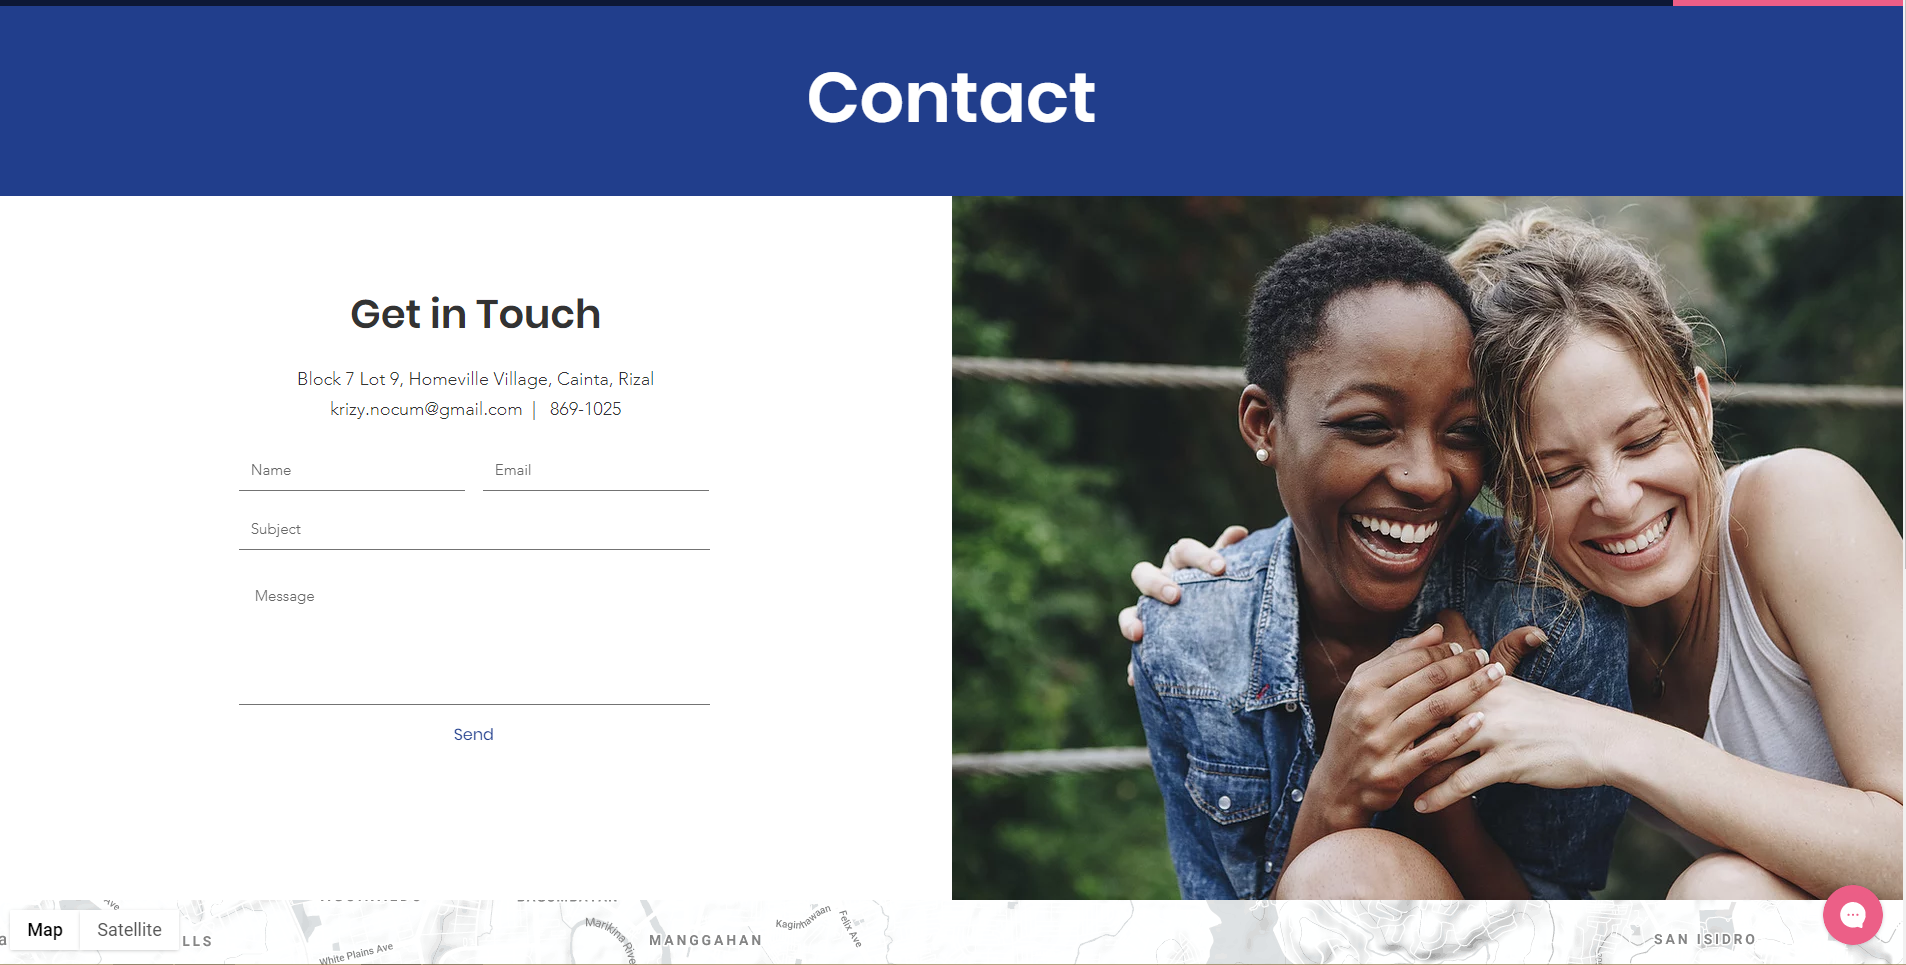 Contact
Get in Touch
Block 7 Lot 9, Homeville Village, Cainta, Rizal
krizy.nocum@gmail.com | 869-1025
Name
Email
Subject
Message
Send
Map
Satellite
LLS
White Plains Ave
Marikina River
MANGGAHAN
Kaginhawaan
Felix Ave
SAN ISIDRO